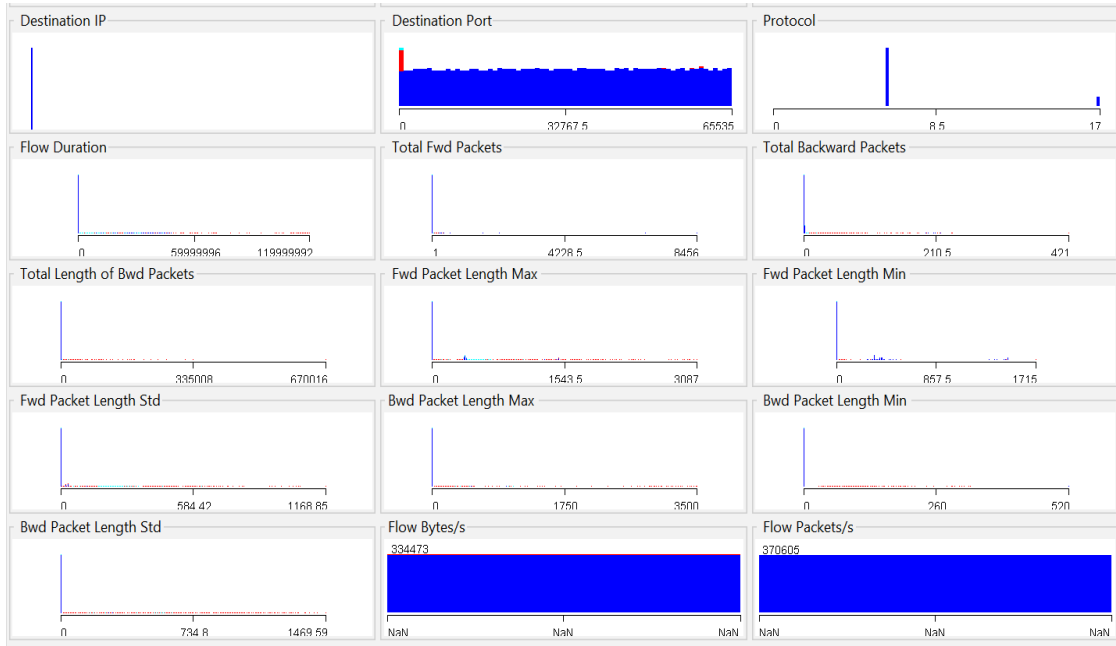 Destination IP
Destination Port
Protocol
0 32767.5 65535
0 8.5 17
Flow Duration
Total Fwd Packets
Total Backward Packets
0 59999996 119999992
1 4228.5 8456
0 210.5 421
Total Length of Bwd Packets
Fwd Packet Length Max
Fwd Packet Length Min
0 335008 670016
0 1543.5 3087
0 857.5 1715
Fwd Packet Length Std
Bwd Packet Length Max
Bwd Packet Length Min
0 584.42 1168.85
0 1750 3500
0 260 520
Bwd Packet Length Std
Flow Bytes/s
Flow Packets/s
334473
370605
0 734.8 1469.59
NaN NaN NaN
NaN NaN NaN